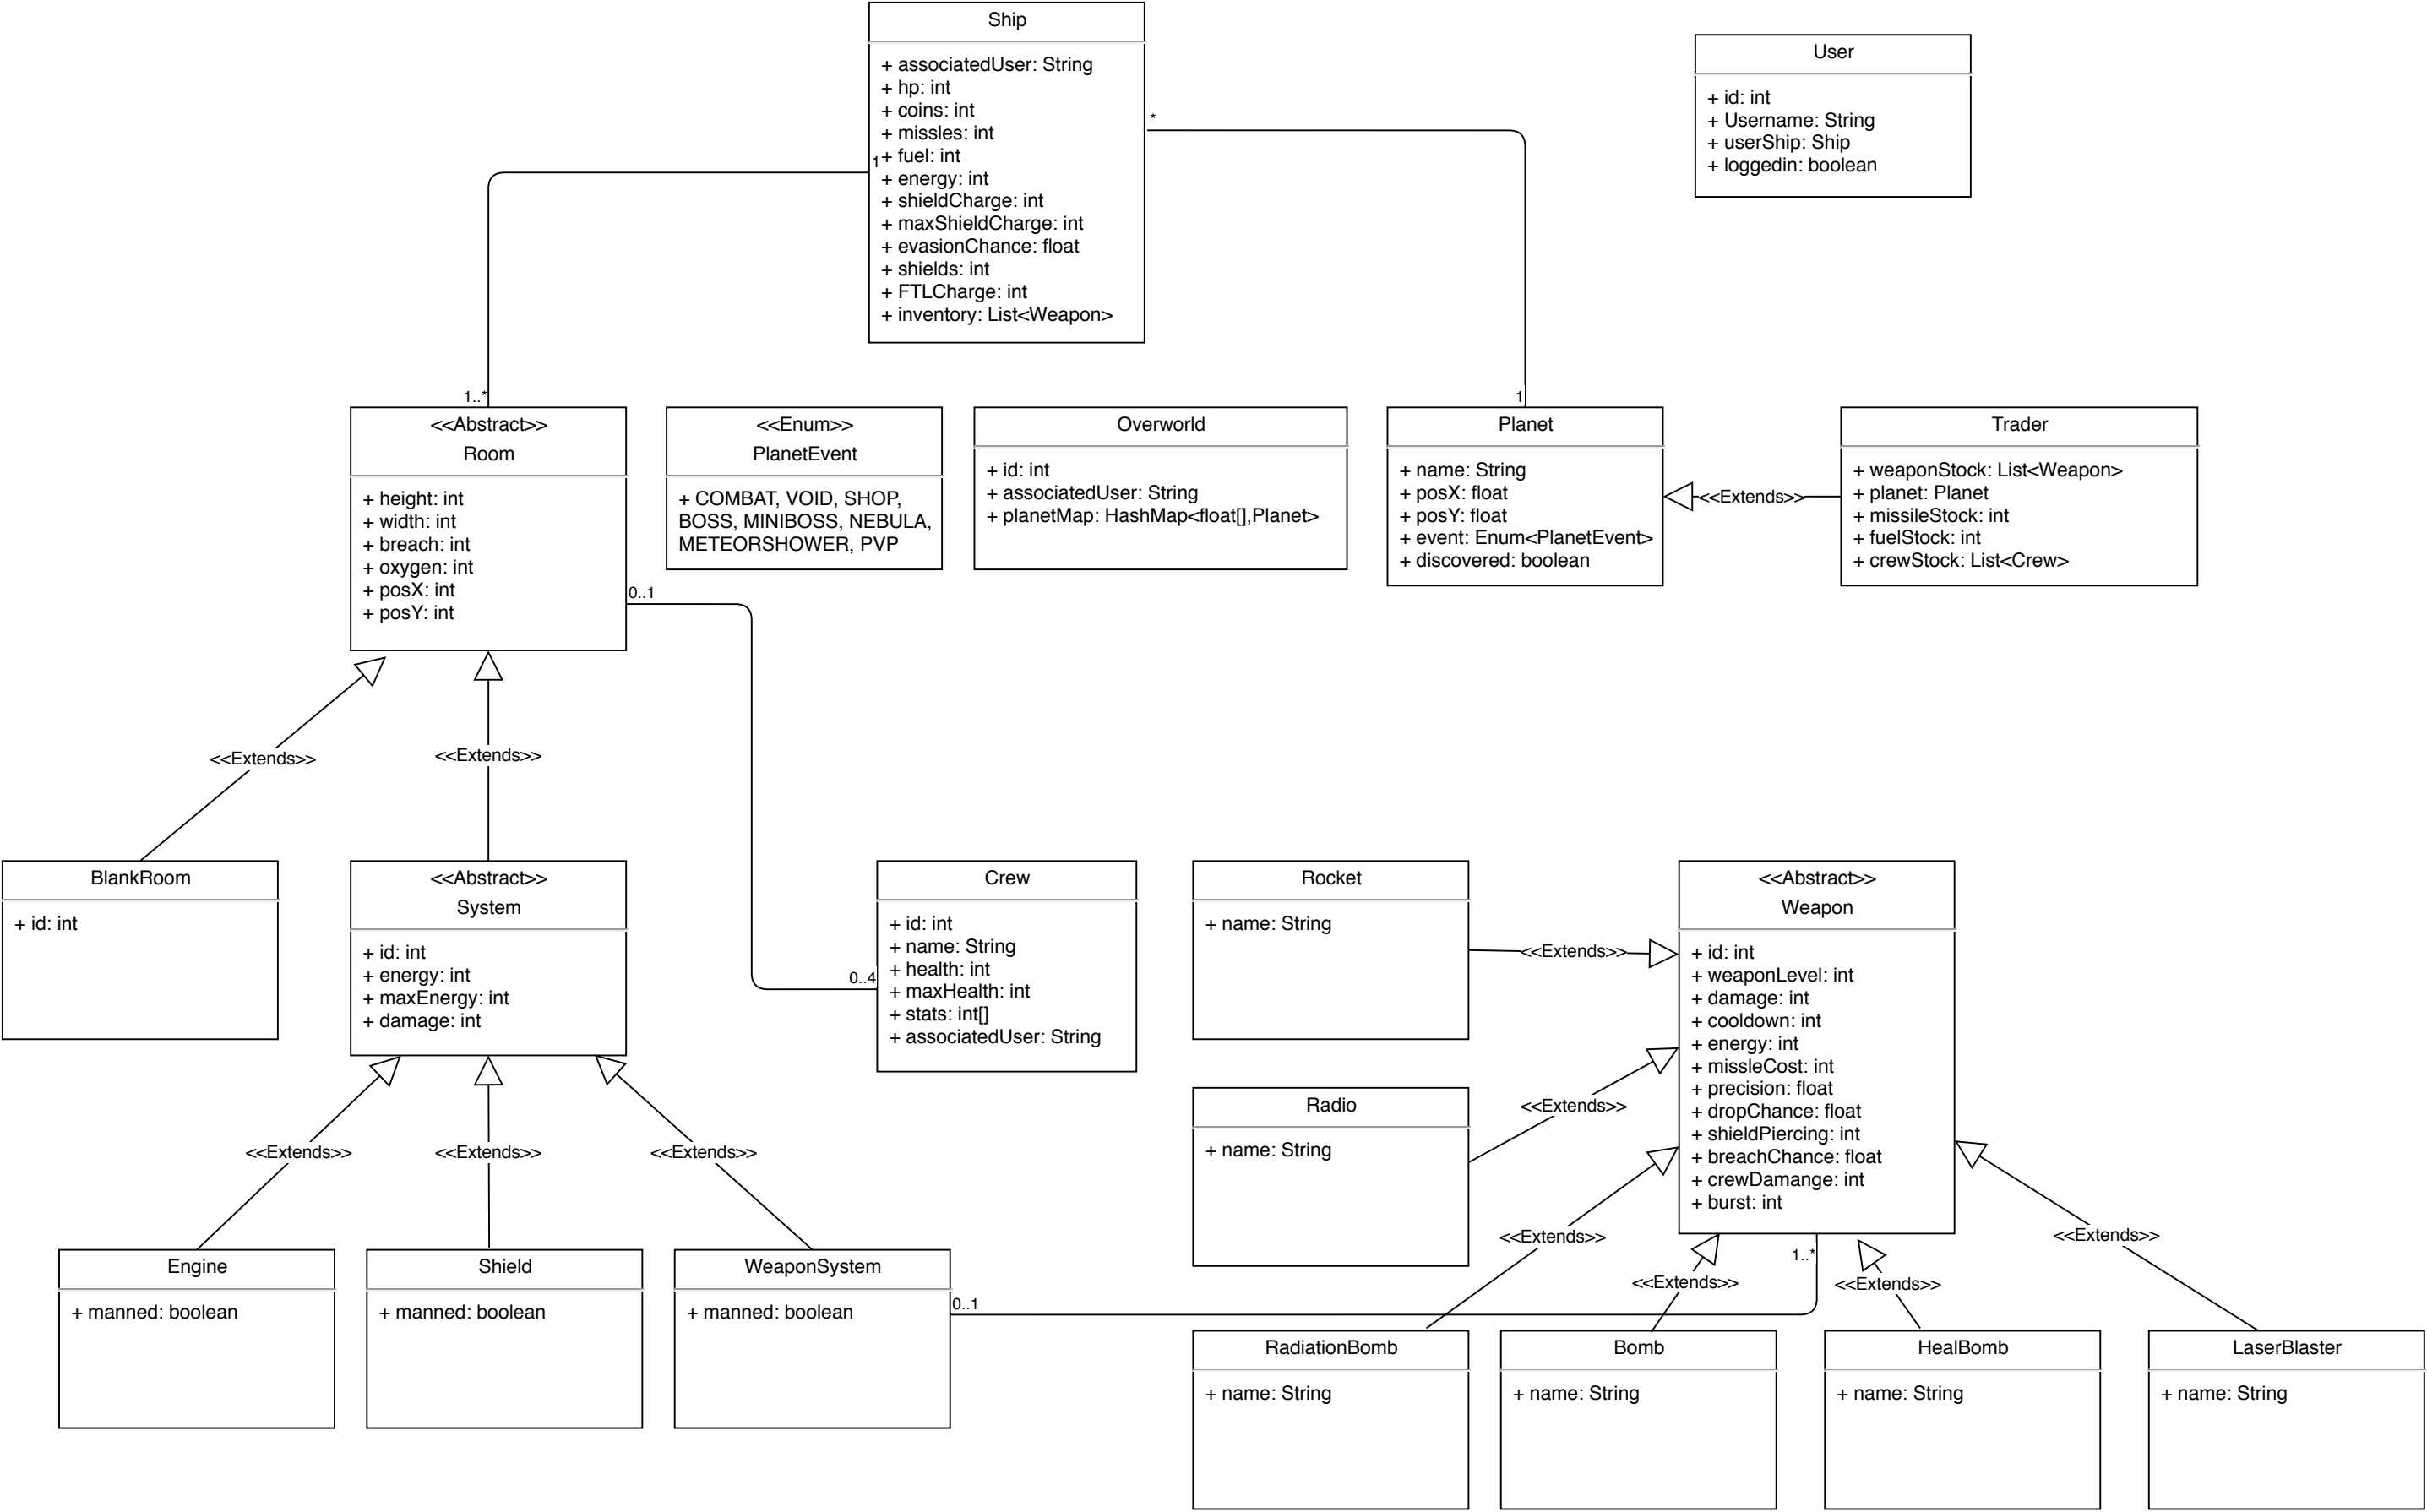 Ship
+ associatedUser: String
+ hp: int
+ coins: int
+ missles: int
+ fuel: int
+ energy: int
+ shieldCharge: int
+ maxShieldCharge: int
+ evasionChance: float
+ shields: int
+ FTLCharge: int
+ inventory: List<Weapon>
1
*
User
+ id: int
+ Username: String
+ userShip: Ship
+ loggedin: boolean
1..*
1
<<Abstract>>
Room
+ height: int
+ width: int
+ breach: int
+ oxygen: int
+ posX: int
+ posY: int
0..1
<<Enum>>
PlanetEvent
+ COMBAT, VOID, SHOP,
BOSS, MINIBOSS, NEBULA,
METEORSHOWER, PVP
Overworld
+ id: int
+ associatedUser: String
+ planetMap: HashMap<float[],Planet>
Planet
+ name: String
+ posX: float
+ posY: float
+ event: Enum<PlanetEvent>
+ discovered: boolean
<<Extends>>
Trader
+ weaponStock: List<Weapon>
+ planet: Planet
+ missileStock: int
+ fuelStock: int
+ crewStock: List<Crew>
<<Extends>>
<<Extends>>
BlankRoom
+ id: int
<<Abstract>>
System
+ id: int
+ energy: int
+ maxEnergy: int
+ damage: int
0..4
Crew
+ id: int
+ name: String
+ health: int
+ maxHealth: int
+ stats: int[]
+ associatedUser: String
Rocket
+ name: String
<<Extends>>
<<Abstract>>
Weapon
+ id: int
+ weaponLevel: int
+ damage: int
+ cooldown: int
+ energy: int
+ missleCost: int
+ precision: float
+ dropChance: float
+ shieldPiercing: int
+ breachChance: float
+ crewDamange: int
+ burst: int
Radio
+ name: String
<<Extends>>
<<Extends>>
<<Extends>>
<<Extends>>
<<Extends>>
<<Extends>>
<<Extends>>
<<Extends>>
1..*
Engine
+ manned: boolean
Shield
+ manned: boolean
WeaponSystem
+ manned: boolean
0..1
RadiationBomb
+ name: String
Bomb
+ name: String
HealBomb
+ name: String
LaserBlaster
+ name: String